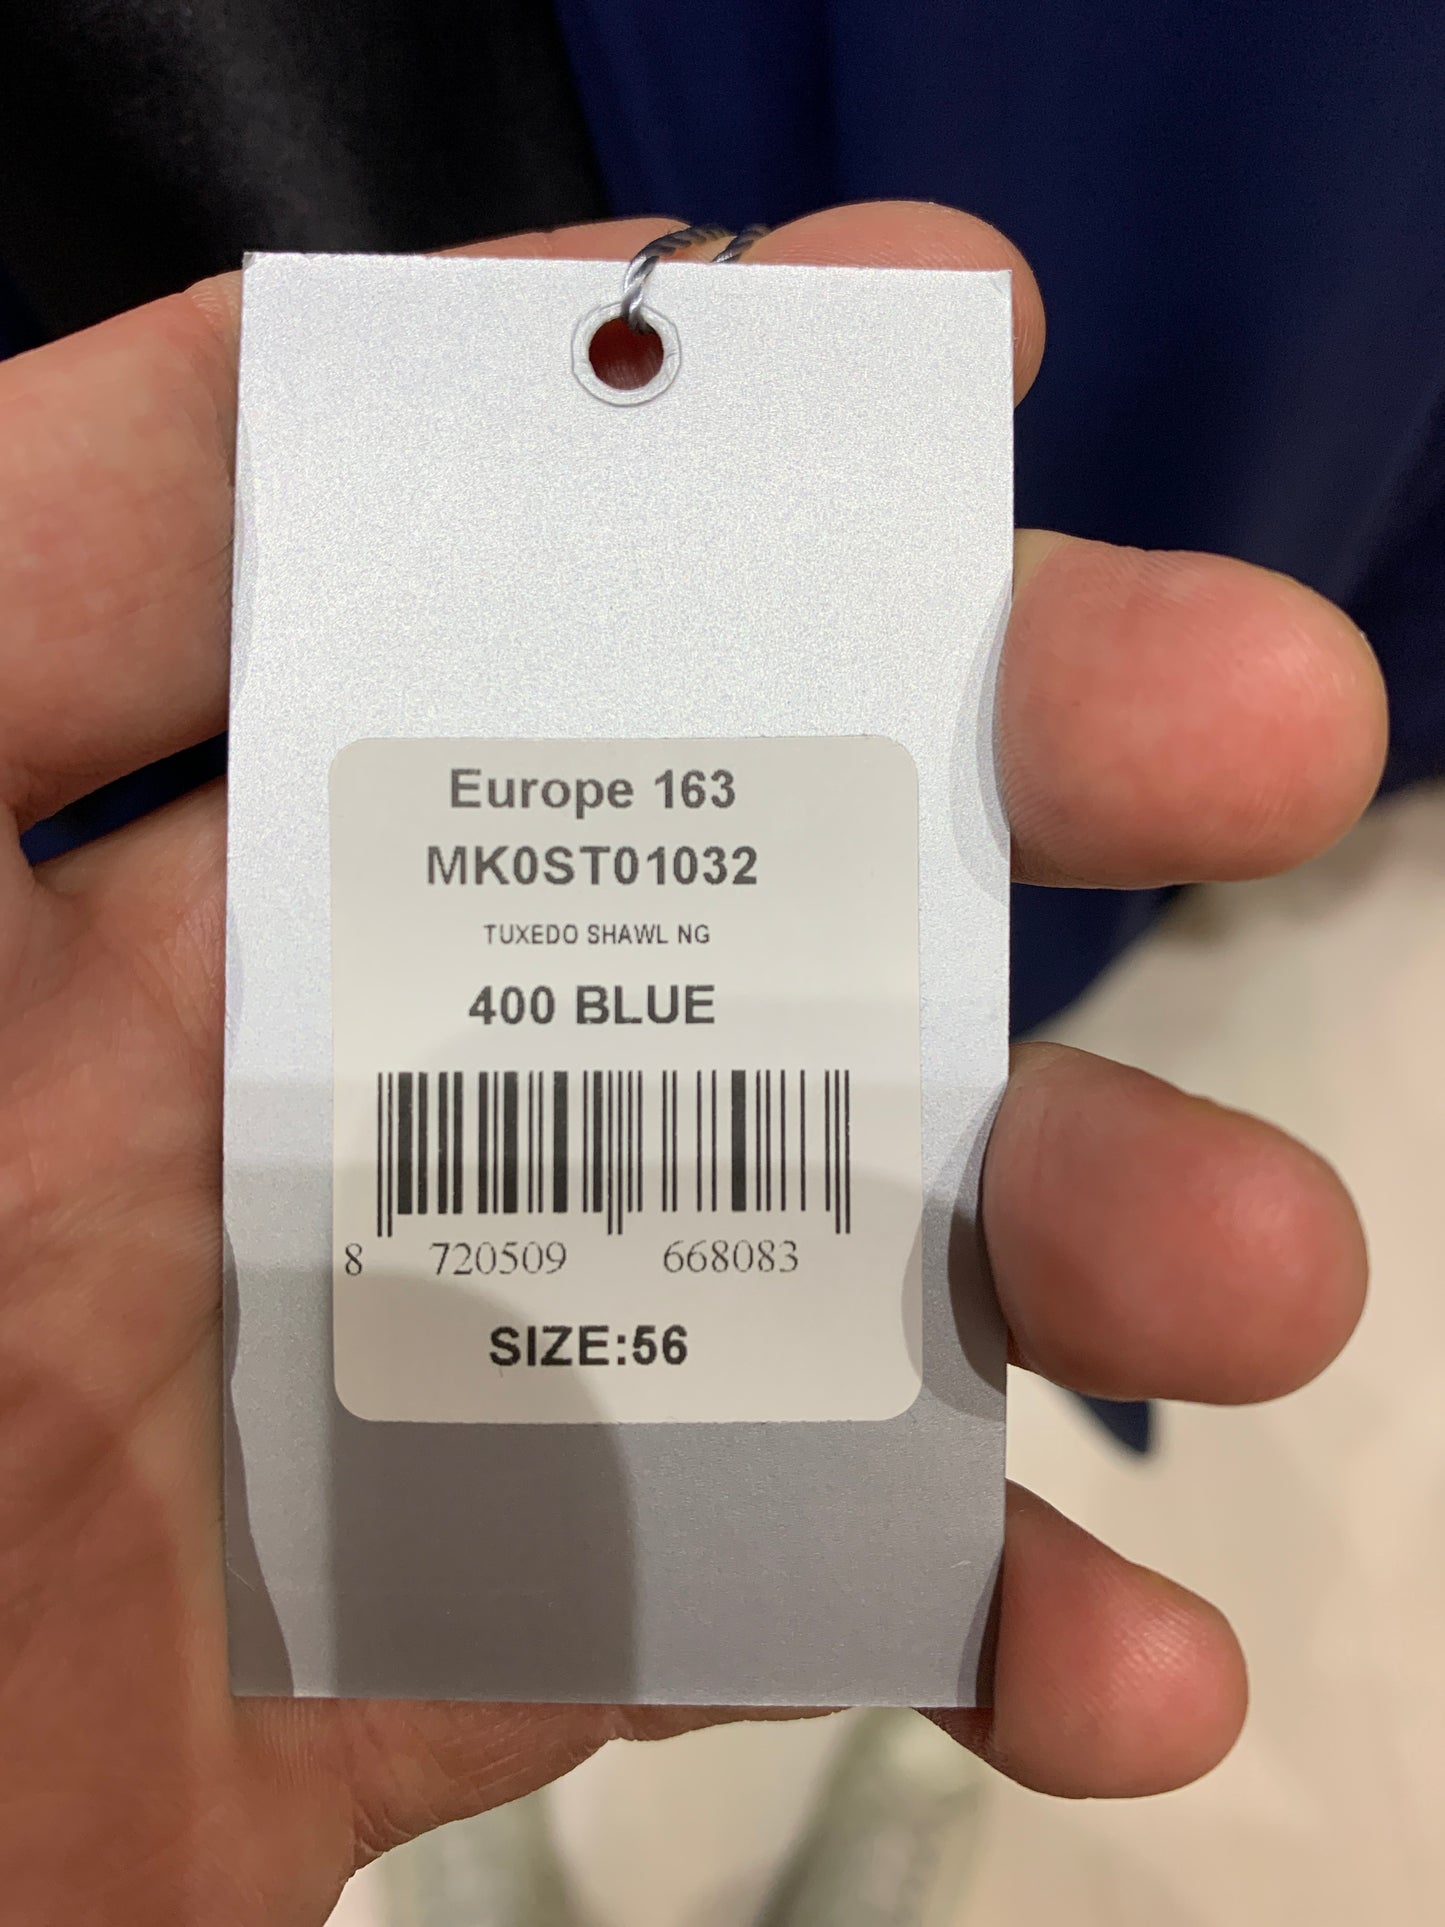 Europe 163
MK0ST01032
TUXEDO SHAWL NG
400 BLUE
8 720509 668083
SIZE:56